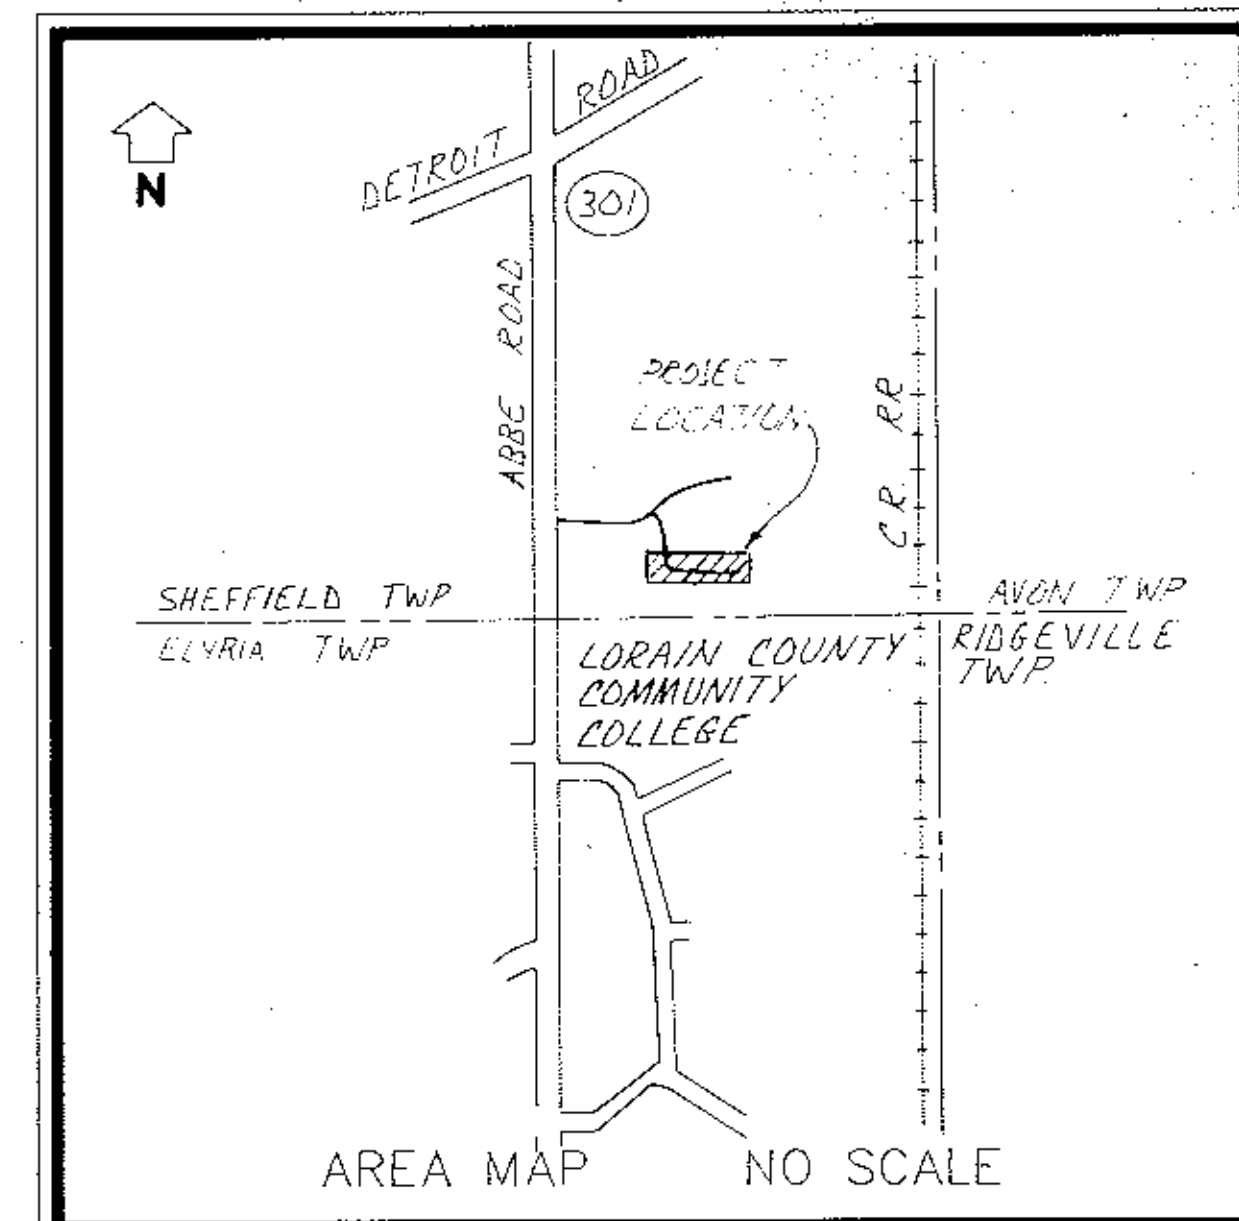 DETROIT ROAD
N
301
ABBE ROAD
PROJECT
LOCATION
CR RR
SHEFFIELD TWP
AVON TWP
ELYRIA TWP
RIDGEVILLE
TWP.
LORAIN COUNTY
COMMUNITY
COLLEGE
AREA MAP NO SCALE